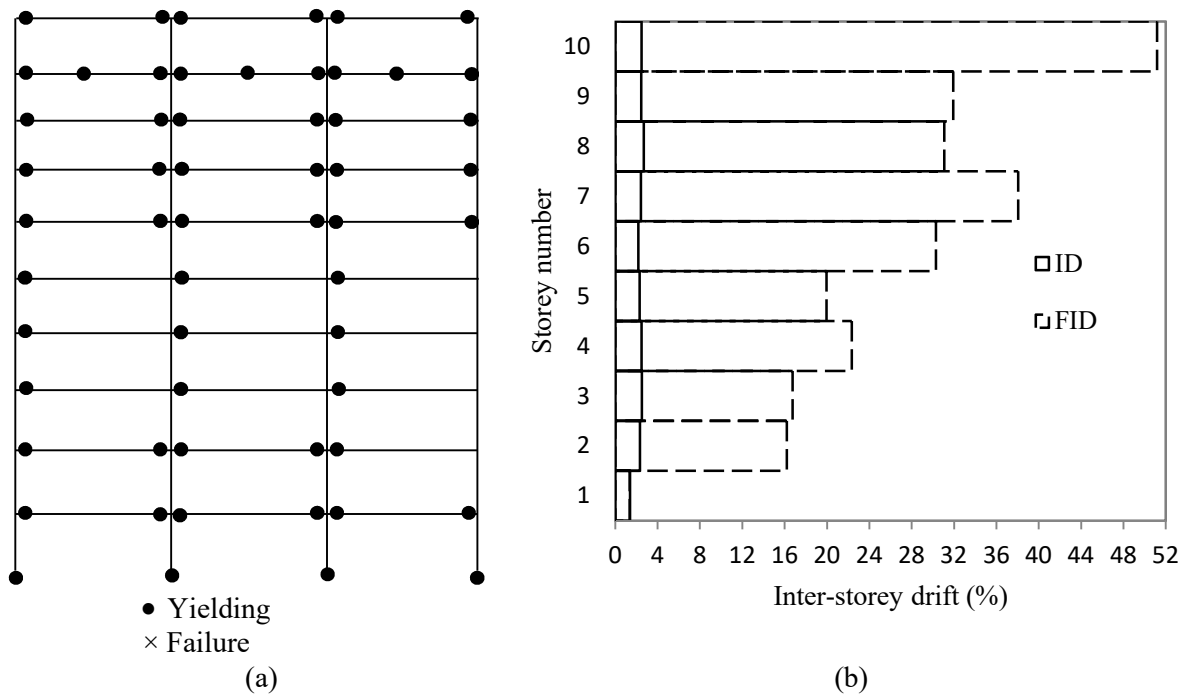 ● Yielding
× Failure
(a)
Storey number
10
9
8
7
6
5
4
3
2
1
0 4 8 12 16 20 24 28 32 36 40 44 48 52
Inter-storey drift (%)
ID
FID
(b)